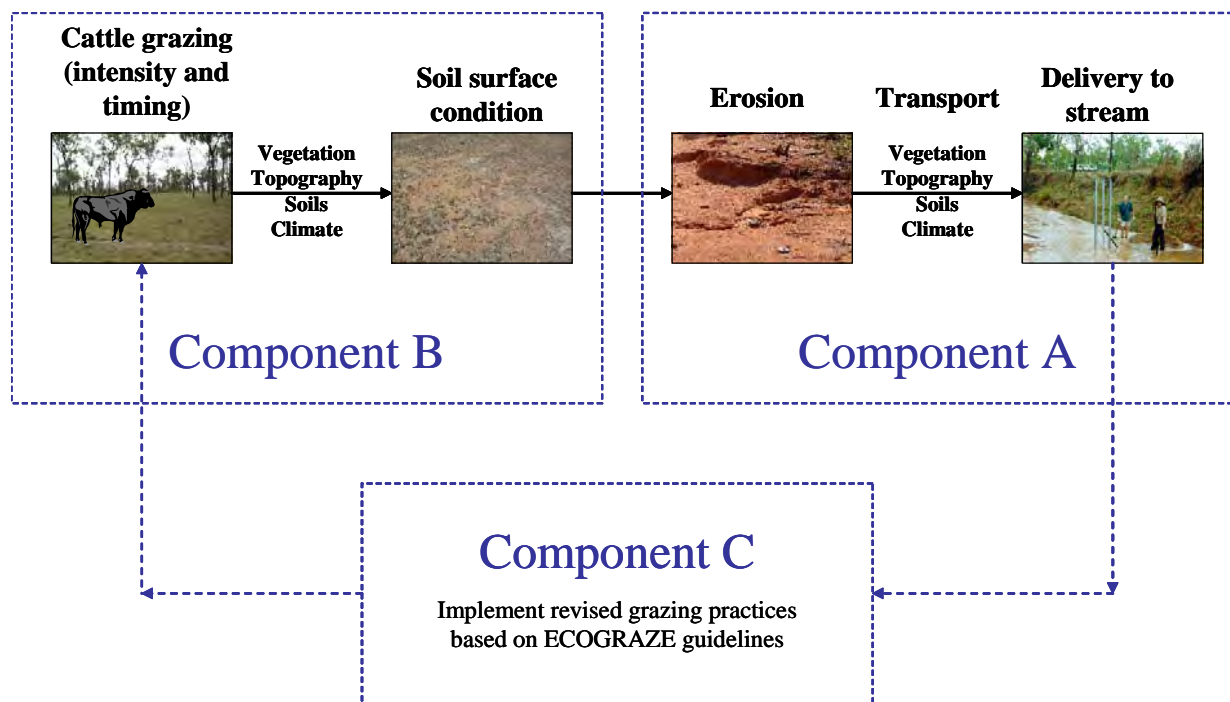 Cattle grazing
(intensity and
timing)
Vegetation
Topography
Soils
Climate
Soil surface
condition
Component B
Erosion
Transport
Vegetation
Topography
Soils
Climate
Delivery to
stream
Component A
Component C
Implement revised grazing practices
based on ECOGRAZE guidelines